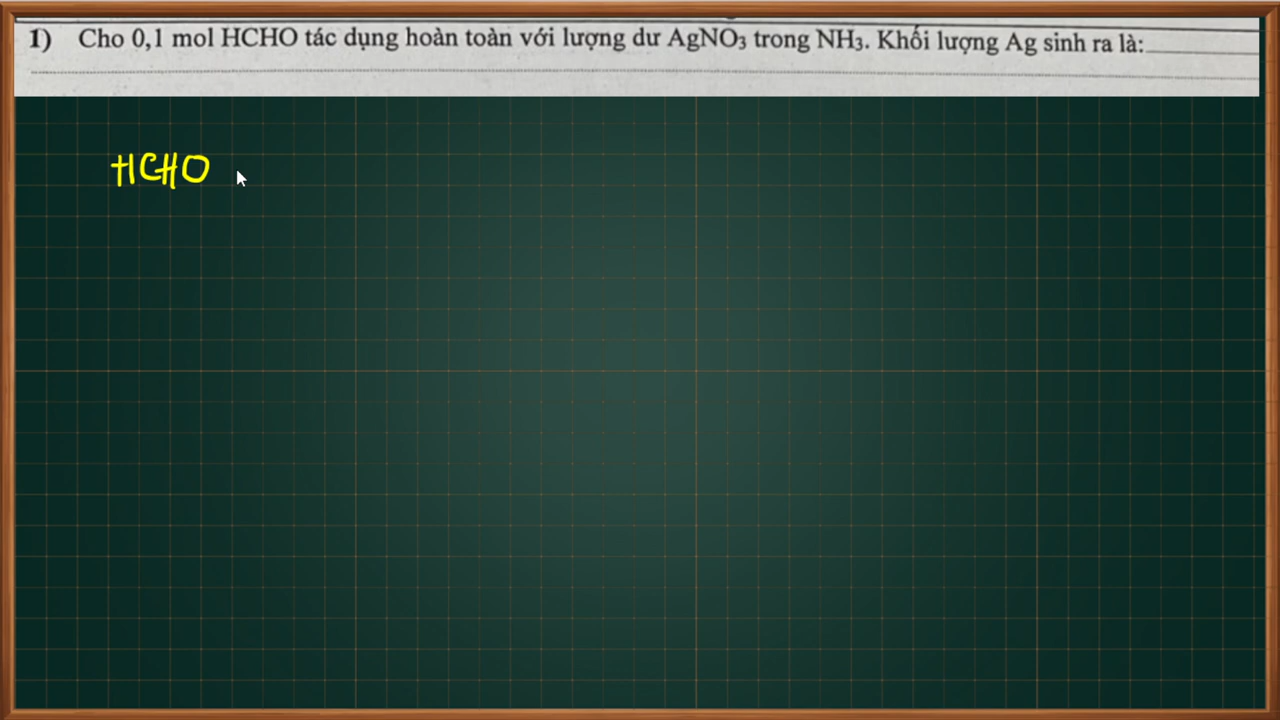 1) Cho 0,1 mol HCHO tác dụng hoàn toàn với lượng dư AgNO₃ trong NH₃. Khối lượng Ag sinh ra là:
HCHO